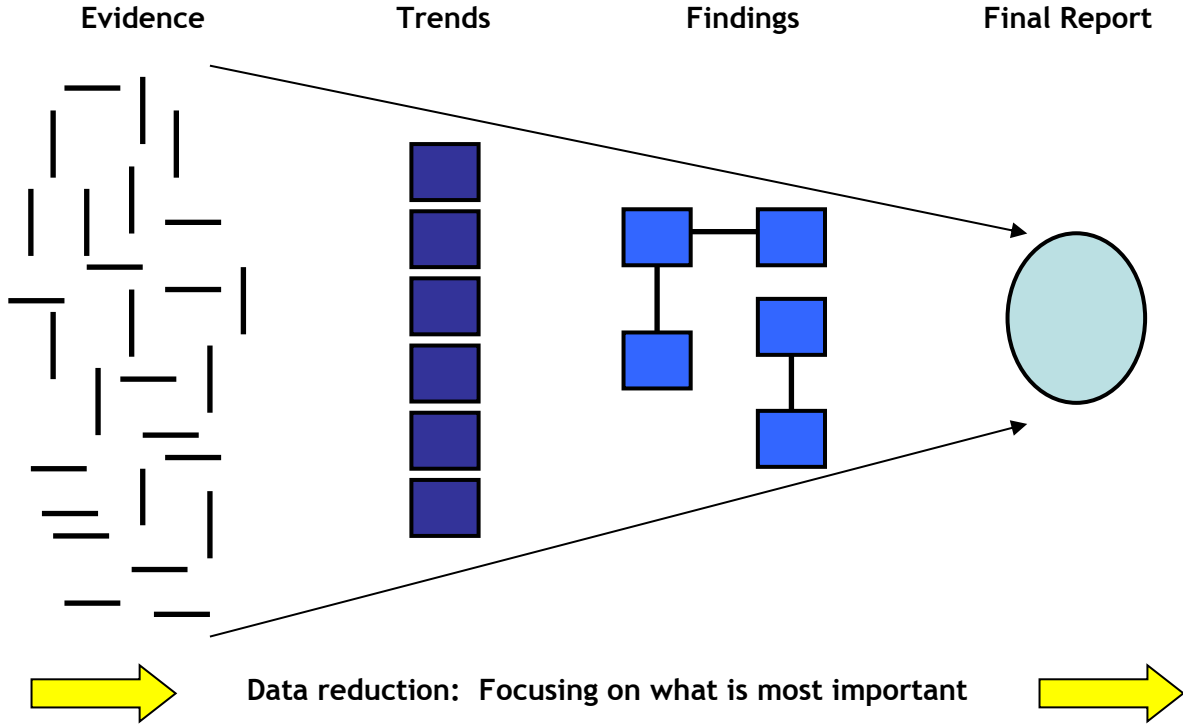 Evidence Trends Findings Final Report
Data reduction:  Focusing on what is most important